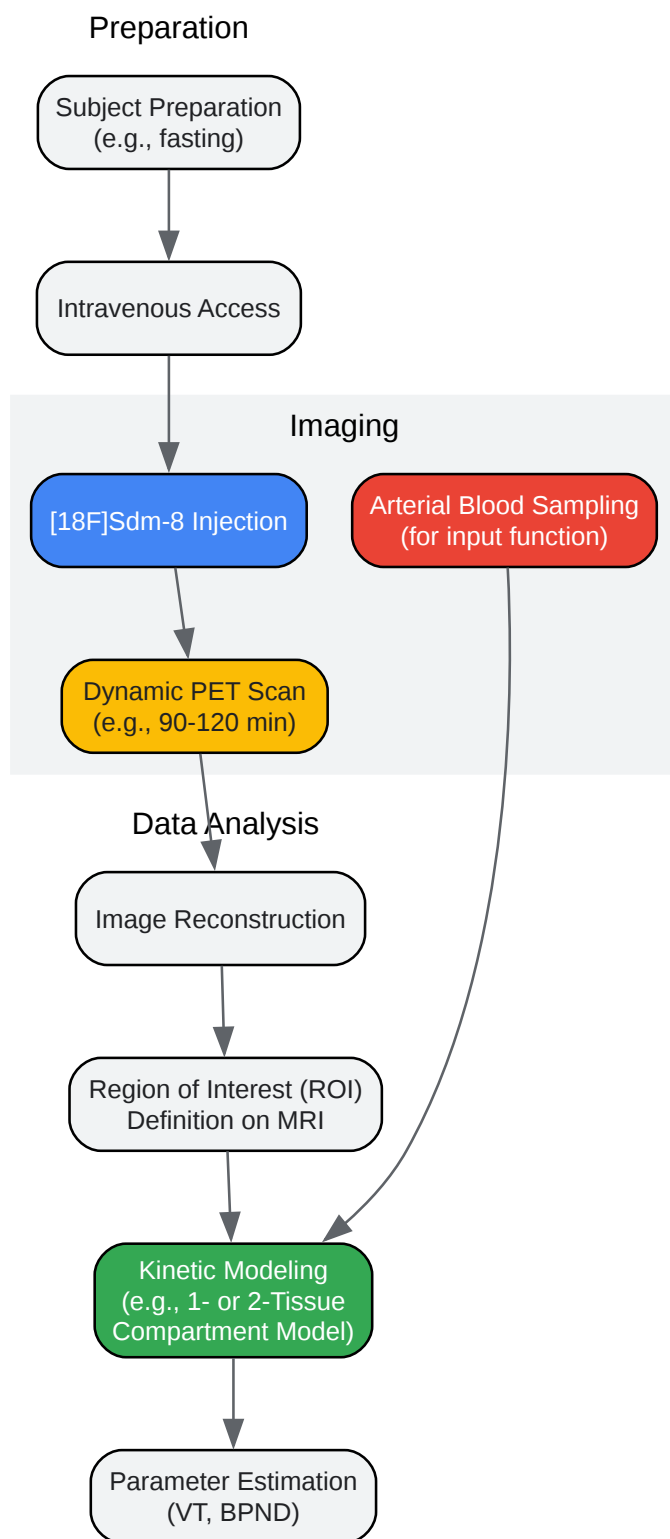 Preparation
Subject Preparation
(e.g., fasting)
Intravenous Access
Imaging
[18F]Sdm-8 Injection
Arterial Blood Sampling
(for input function)
Dynamic PET Scan
(e.g., 90-120 min)
Data Analysis
Image Reconstruction
Region of Interest (ROI)
Definition on MRI
Kinetic Modeling
(e.g., 1- or 2-Tissue
Compartment Model)
Parameter Estimation
(VT, BPND)